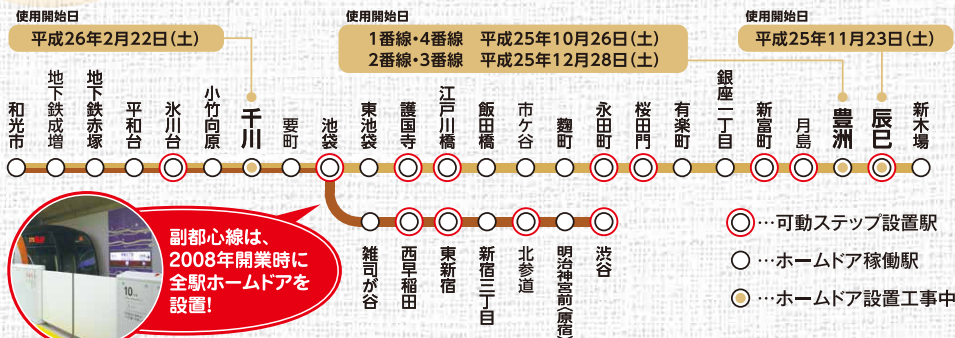 使用開始日
平成26年2月22日(土)
使用開始日
1番線・4番線 平成25年10月26日(土)
2番線・3番線 平成25年12月28日(土)
使用開始日
平成25年11月23日(土)
和光市
地下鉄成増
地下鉄赤塚
平和台
氷川台
小竹向原
千川
要町
池袋
東池袋
護国寺
江戸川橋
飯田橋
市ケ谷
麴町
永田町
桜田門
有楽町
銀座一丁目
新富町
月島
豊洲
辰巳
新木場
雑司が谷
西早稲田
東新宿
新宿三丁目
北参道
明治神宮前〈原宿〉
渋谷
副都心線は、
2008年開業時に
全駅ホームドアを
設置!
…可動ステップ設置駅
…ホームドア稼働駅
…ホームドア設置工事中
10